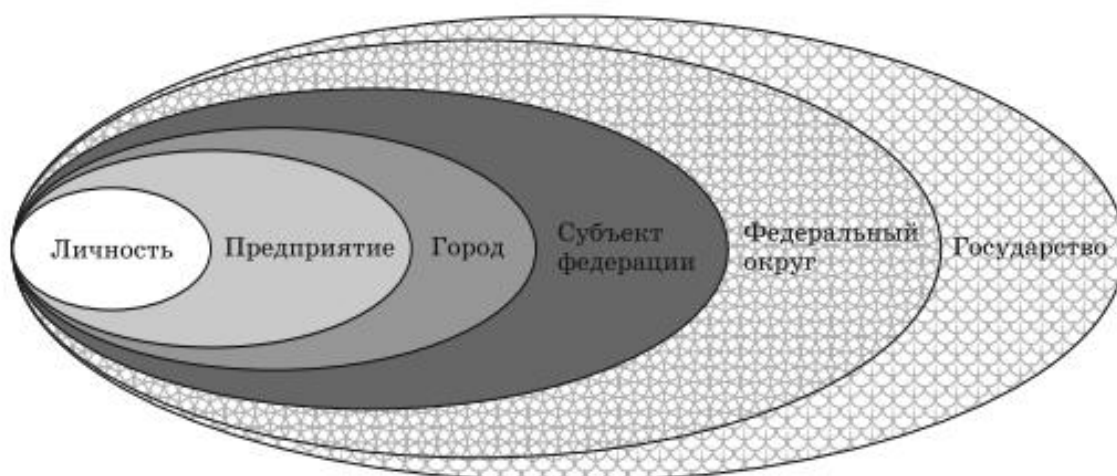 Личность
Предприятие
Город
Субъект
федерации
Федеральный
округ
Государство